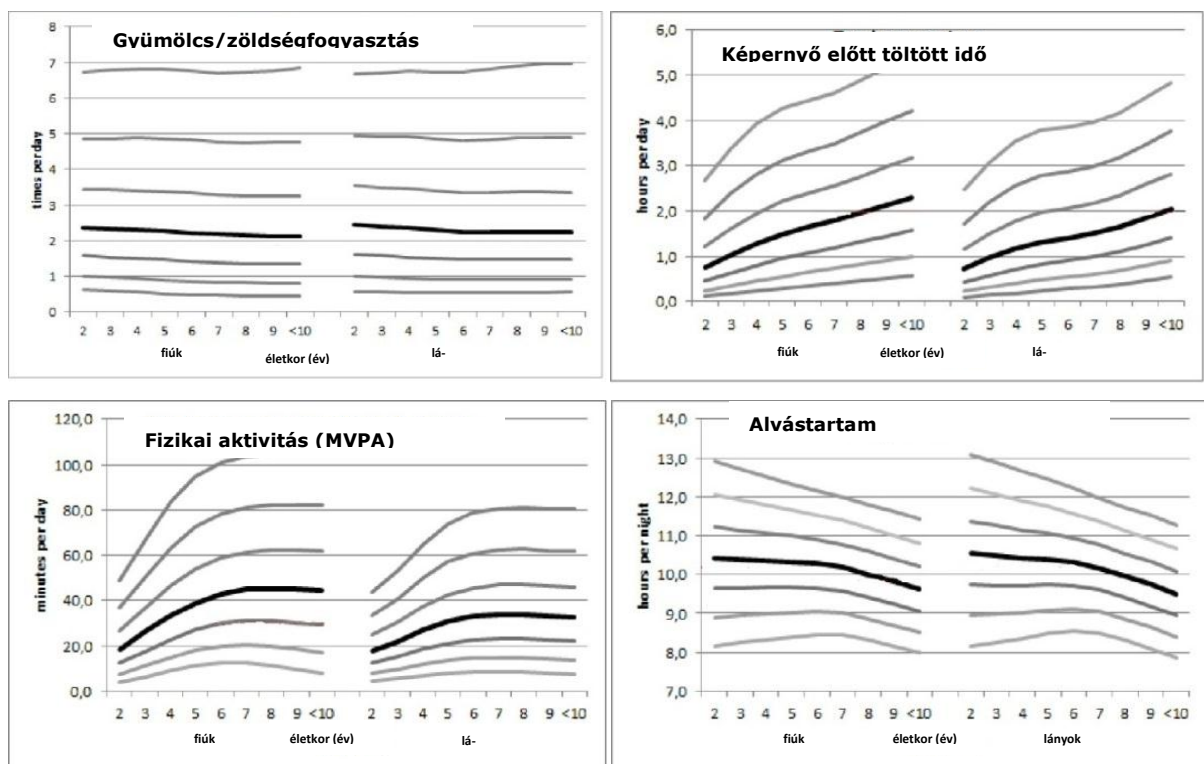 Gyümölcs/zöldségfogyasztás
times per day
8
7
6
5
4
3
2
1
0
2 3 4 5 6 7 8 9 <10 2 3 4 5 6 7 8 9 <10
fiúk életkor (év) lá-
Képernyő előtt töltött idő
hours per day
6,0
5,0
4,0
3,0
2,0
1,0
0,0
2 3 4 5 6 7 8 9 <10 2 3 4 5 6 7 8 9 <10
fiúk életkor (év) lá-
Fizikai aktivitás (MVPA)
minutes per day
120,0
100,0
80,0
60,0
40,0
20,0
0,0
2 3 4 5 6 7 8 9 <10 2 3 4 5 6 7 8 9 <10
fiúk életkor (év) lá-
Alvástartam
hours per night
14,0
13,0
12,0
11,0
10,0
9,0
8,0
7,0
2 3 4 5 6 7 8 9 <10 2 3 4 5 6 7 8 9 <10
fiúk életkor (év) lányok